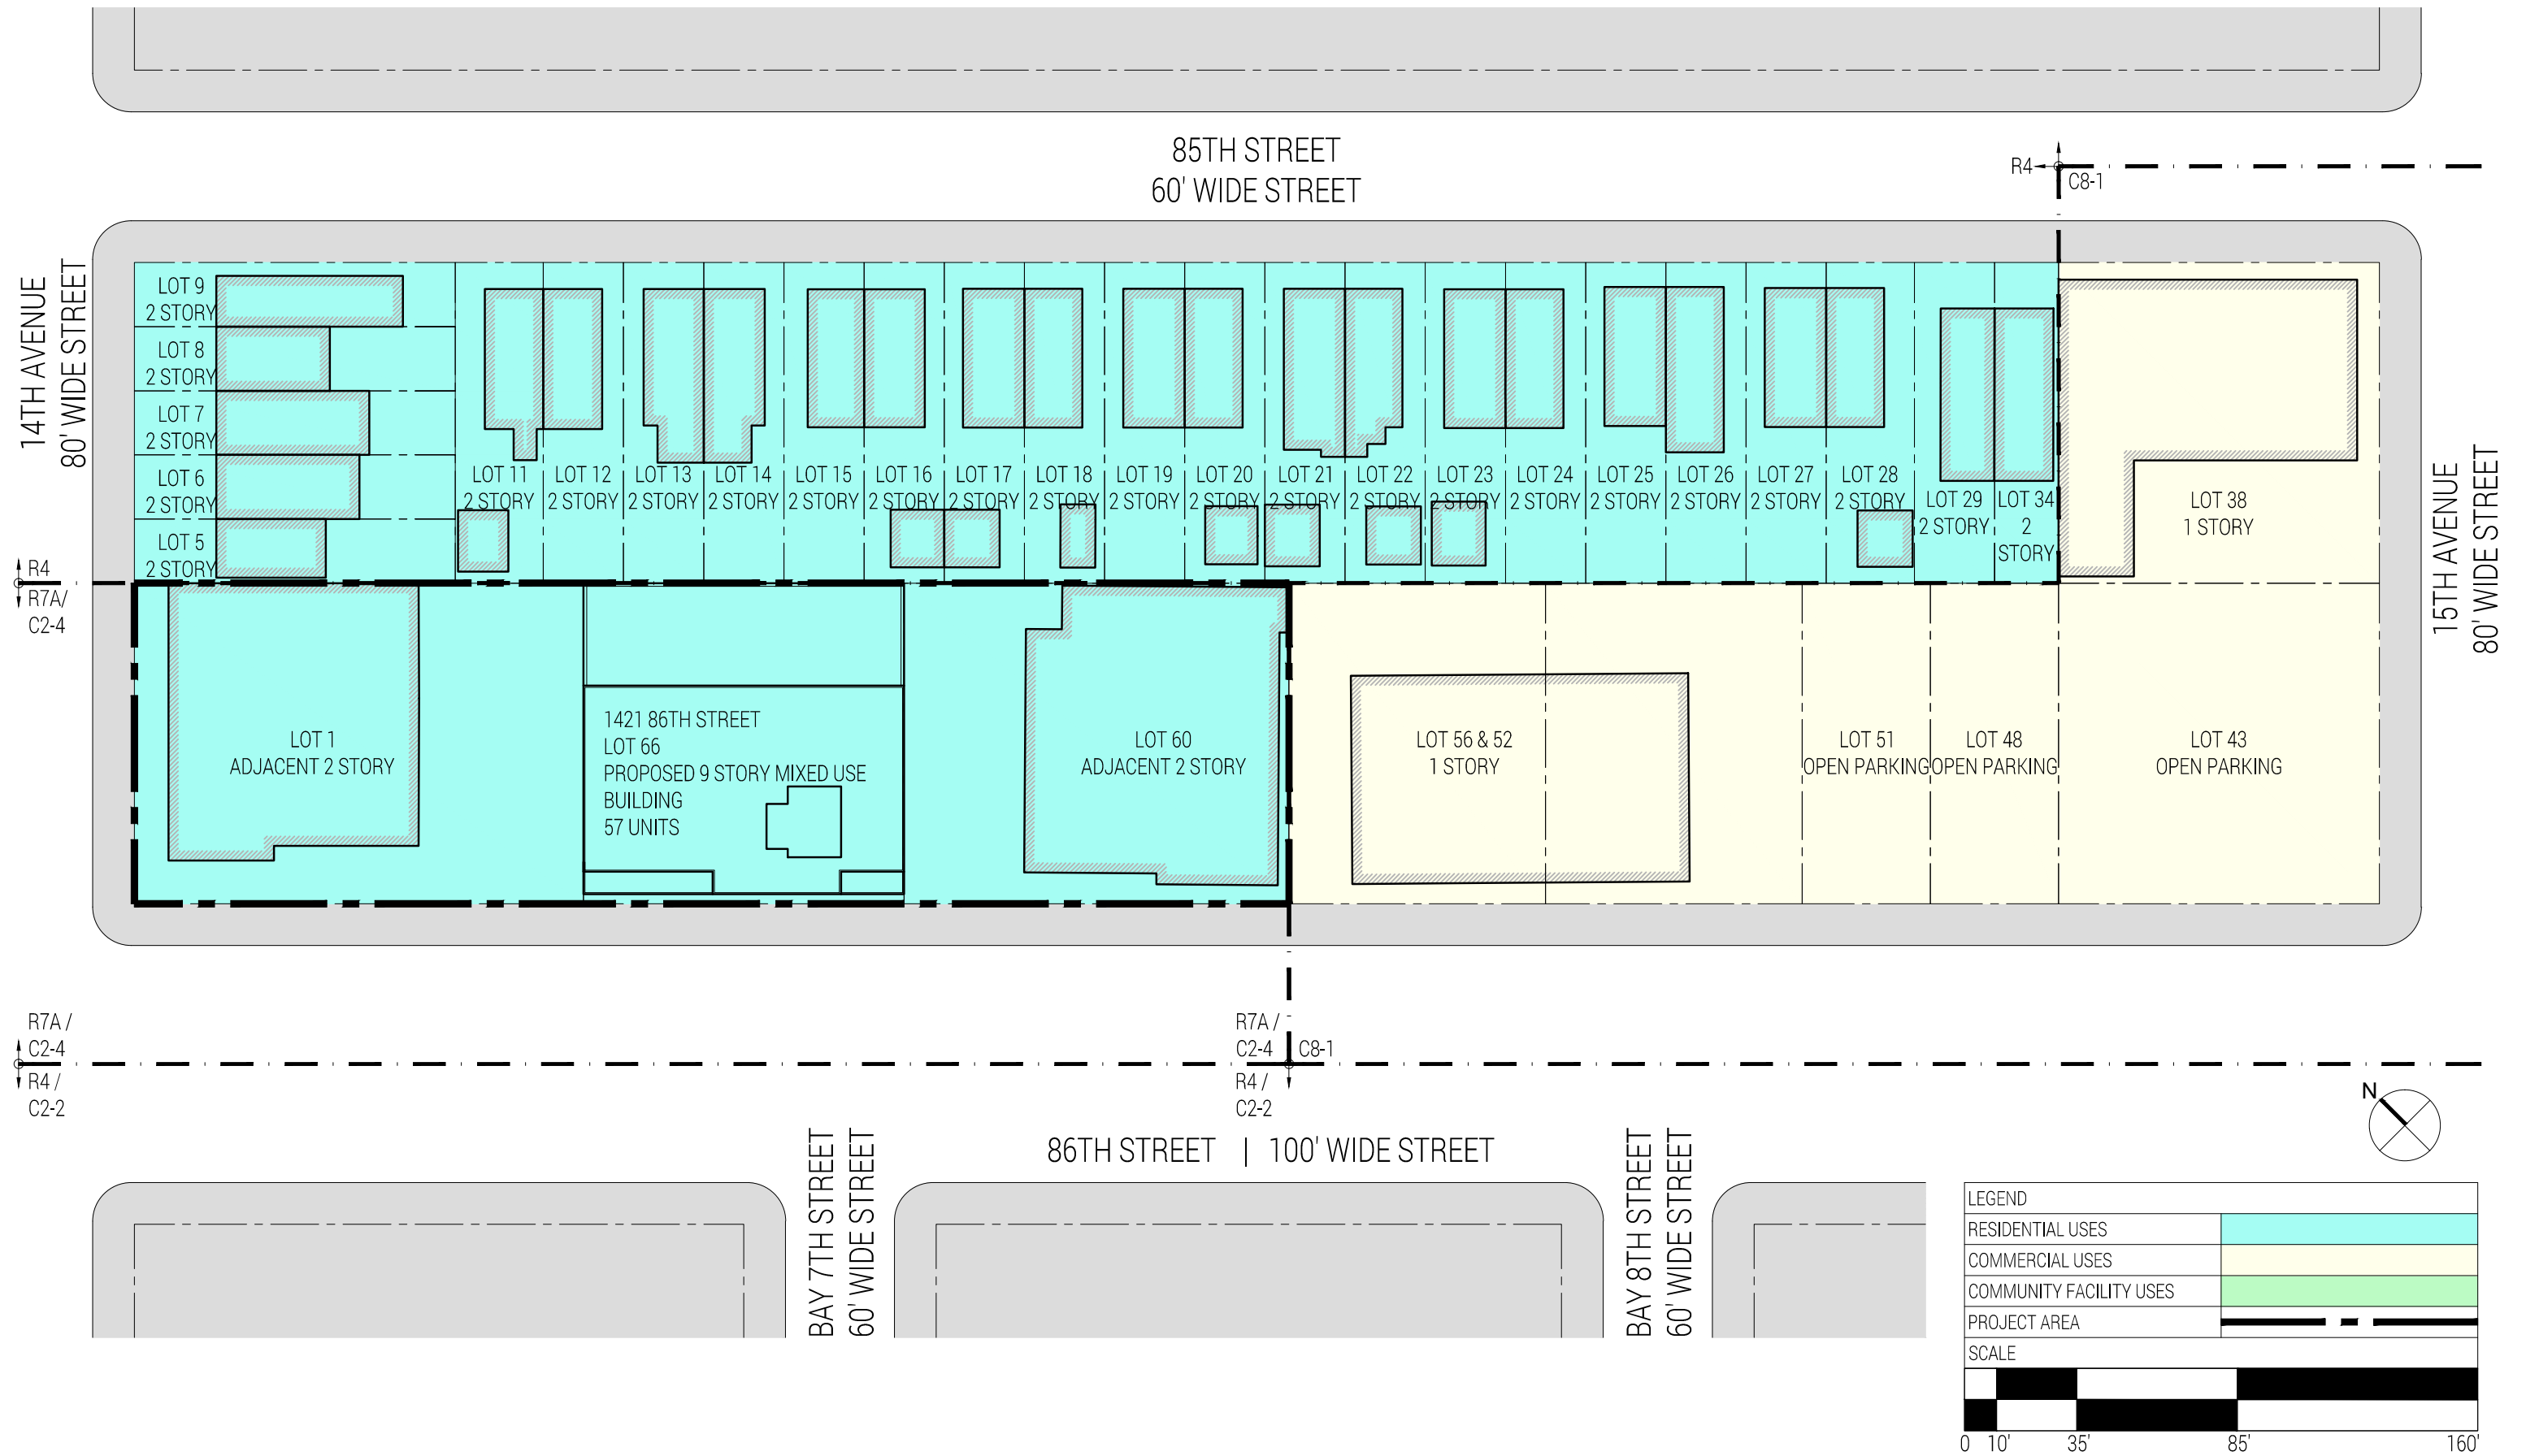 85TH STREET
60' WIDE STREET
R4
C8-1
14TH AVENUE
80' WIDE STREET
LOT 9
2 STORY
LOT 8
2 STORY
LOT 7
2 STORY
LOT 6
2 STORY
LOT 5
2 STORY
LOT 11
2 STORY
LOT 12
2 STORY
LOT 13
2 STORY
LOT 14
2 STORY
LOT 15
2 STORY
LOT 16
2 STORY
LOT 17
2 STORY
LOT 18
2 STORY
LOT 19
2 STORY
LOT 20
2 STORY
LOT 21
2 STORY
LOT 22
2 STORY
LOT 23
2 STORY
LOT 24
2 STORY
LOT 25
2 STORY
LOT 26
2 STORY
LOT 27
2 STORY
LOT 28
2 STORY
LOT 29
2 STORY
LOT 34
2
STORY
LOT 38
1 STORY
15TH AVENUE
80' WIDE STREET
R4
R7A/
C2-4
LOT 1
ADJACENT 2 STORY
1421 86TH STREET
LOT 66
PROPOSED 9 STORY MIXED USE
BUILDING
57 UNITS
LOT 60
ADJACENT 2 STORY
LOT 56 & 52
1 STORY
LOT 51
OPEN PARKING
LOT 48
OPEN PARKING
LOT 43
OPEN PARKING
R7A /
C2-4
R4 /
C2-2
R7A /
C2-4
C8-1
R4 /
C2-2
N
86TH STREET | 100' WIDE STREET
BAY 7TH STREET
60' WIDE STREET
BAY 8TH STREET
60' WIDE STREET
LEGEND
RESIDENTIAL USES
COMMERCIAL USES
COMMUNITY FACILITY USES
PROJECT AREA
SCALE
0 10' 35' 85' 160'